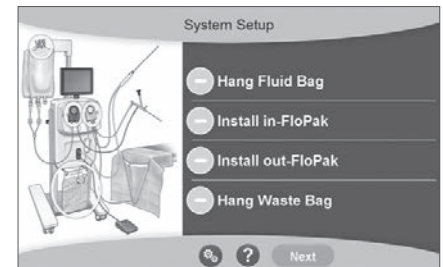 System Setup
Hang Fluid Bag
Install in-FloPak
Install out-FloPak
Hang Waste Bag
?
Next